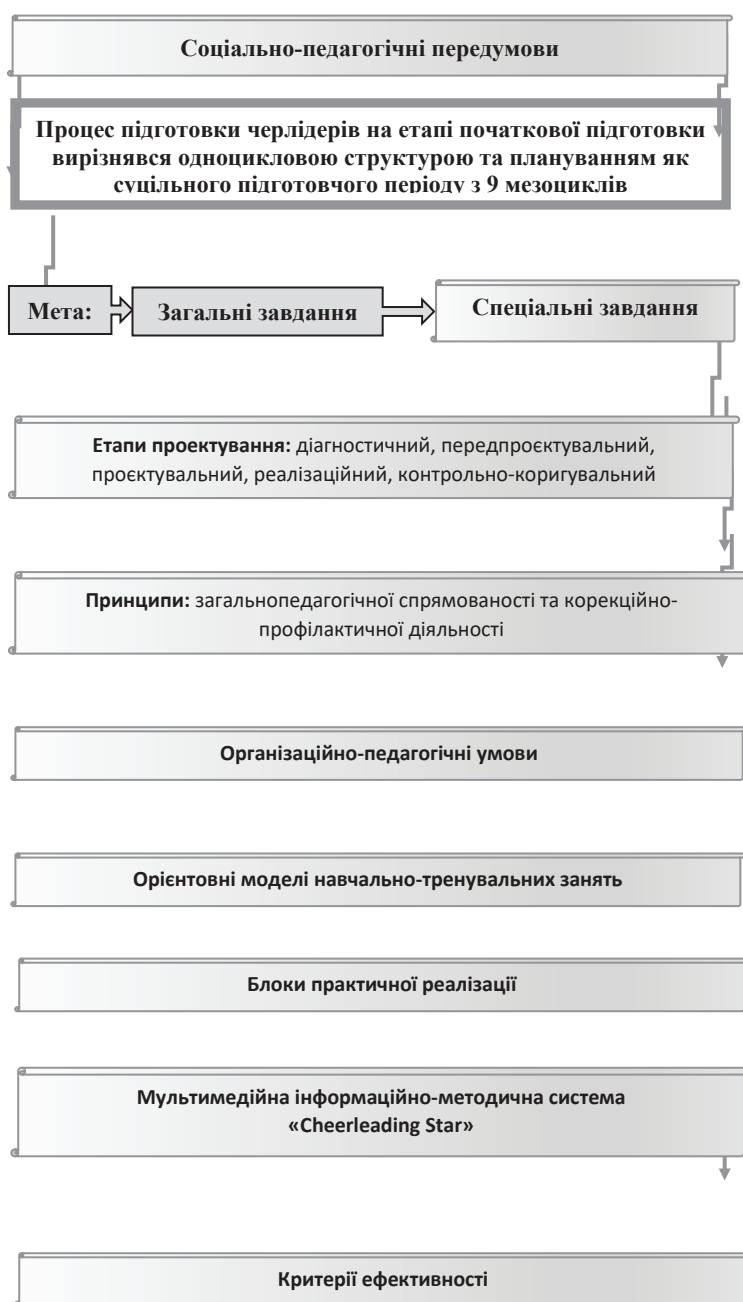 Соціально-педагогічні передумови
Процес підготовки черлідерів на етапі початкової підготовки
вирізнявся одноцикловою структурою та плануванням як
суцільного підготовчого періоду з 9 мезоциклів
Мета:
Загальні завдання
Спеціальні завдання
Етапи проектування: діагностичний, передпроєктувальний,
проєктувальний, реалізаційний, контрольно-коригувальний
Принципи: загальнопедагогічної спрямованості та корекційно-
профілактичної діяльності
Організаційно-педагогічні умови
Орієнтовні моделі навчально-тренувальних занять
Блоки практичної реалізації
Мультимедійна інформаційно-методична система
«Cheerleading Star»
Критерії ефективності